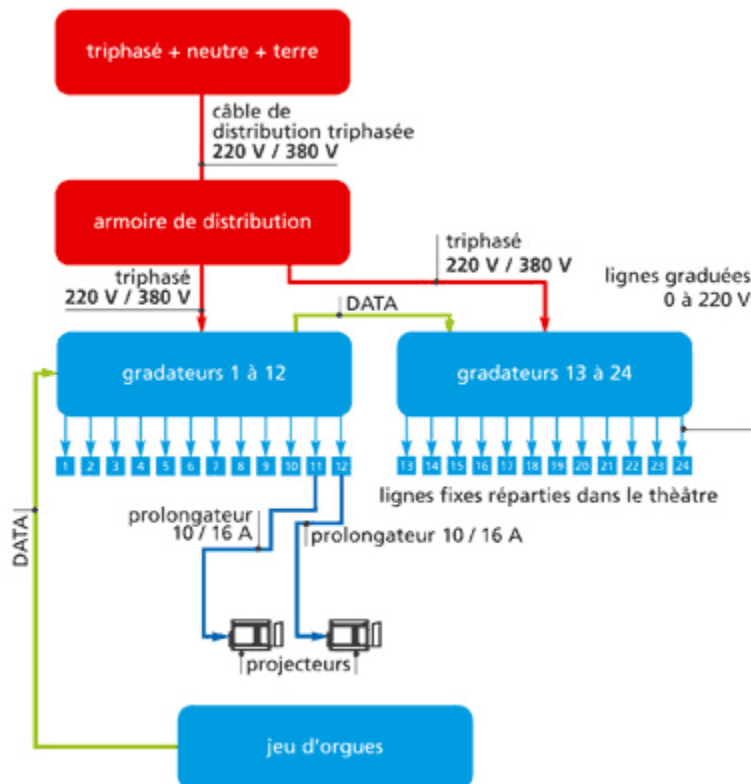 triphasé + neutre + terre
câble de
distribution triphasée
220 V / 380 V
armoire de distribution
triphasé
220 V / 380 V
triphasé
220 V / 380 V
lignes graduées
0 à 220 V
DATA
gradateurs 1 à 12
gradateurs 13 à 24
1 2 3 4 5 6 7 8 9 10 11 12
13 14 15 16 17 18 19 20 21 22 23 24
lignes fixes réparties dans le thèâtre
prolongateur
10 / 16 A
prolongateur 10 / 16 A
DATA
projecteurs
jeu d'orgues